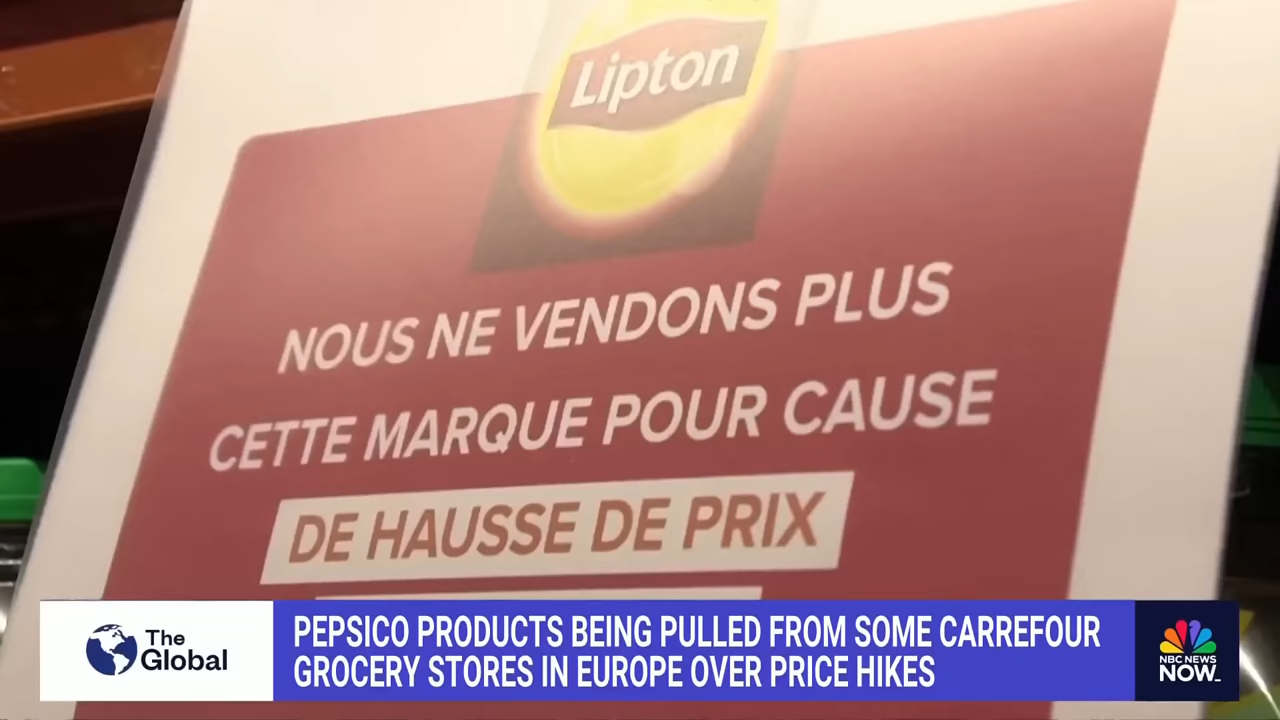 Lipton
NOUS NE VENDONS PLUS
CETTE MARQUE POUR CAUSE
DE HAUSSE DE PRIX
The
Global
PEPSICO PRODUCTS BEING PULLED FROM SOME CARREFOUR
GROCERY STORES IN EUROPE OVER PRICE HIKES
NBC NEWS
NOW_